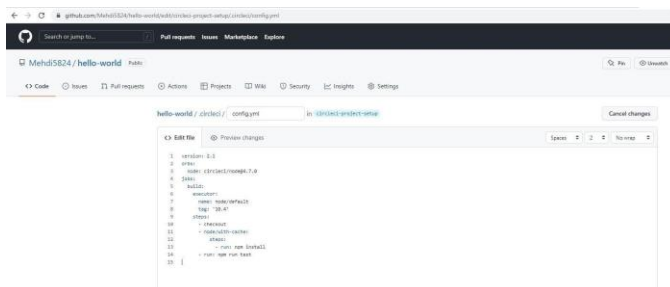 github.com/Mehdi5824/hello-world/edit/circleci-project-setup/.circleci/config.yml
Search or jump to... / Pull requests Issues Marketplace Explore
Mehdi5824 / hello-world Public Pin Unwatch
Code Issues Pull requests Actions Projects Wiki Security Insights Settings
hello-world / .circleci / config.yml in circleci-project-setup Cancel changes
Edit file Preview changes Spaces 2 No wrap
1 version: 2.1
2 orbs:
3 node: circleci/node@4.7.0
4 jobs:
5 build:
6 executor:
7 name: node/default
8 tag: '10.4'
9 steps:
10 - checkout
11 - node/with-cache:
12 steps:
13 - run: npm install
14 - run: npm run test
15